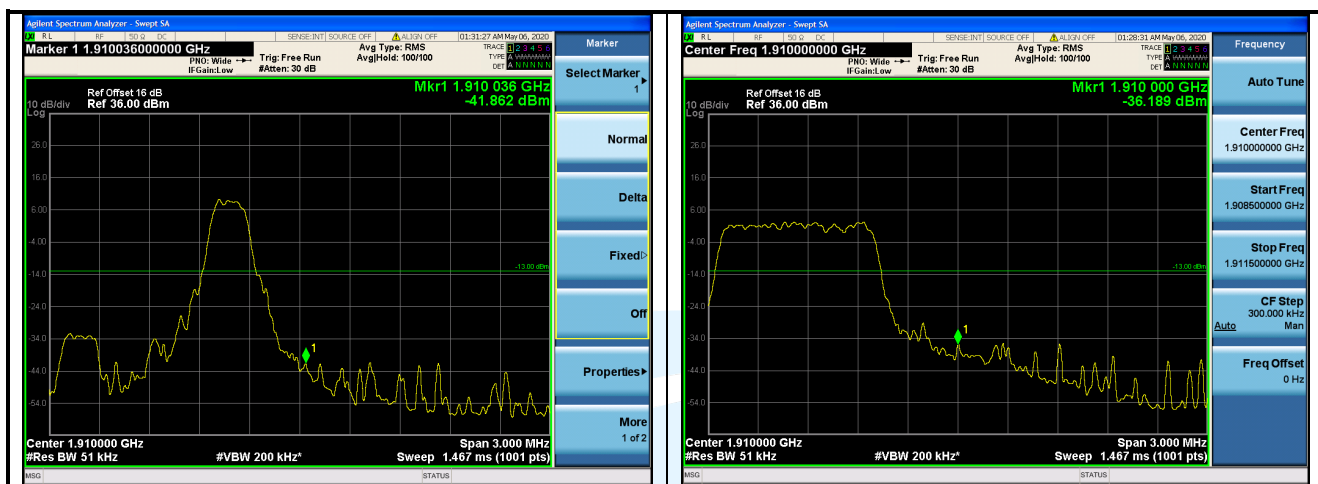 Agilent Spectrum Analyzer - Swept SA
RL RF 50 Ω DC SENSE:INT SOURCE OFF ALIGN OFF 01:31:27 AM May 06, 2020
Marker 1 1.910036000000 GHz
PNO: Wide
IFGain:Low
Trig: Free Run
#Atten: 30 dB
Avg Type: RMS
Avg|Hold: 100/100
TRACE 1 2 3 4 5 6
TYPE A
DET A N N N N N
Ref Offset 16 dB
10 dB/div Ref 36.00 dBm
Log
Mkr1 1.910 036 GHz
-41.862 dBm
26.0
16.0
6.00
-4.00
-13.00 dBm
-14.0
-24.0
-34.0
1
-44.0
-54.0
Center 1.910000 GHz Span 3.000 MHz
#Res BW 51 kHz #VBW 200 kHz* Sweep 1.467 ms (1001 pts)
MSG STATUS
Marker
Select Marker
1
Normal
Delta
Fixed
Off
Properties
More
1 of 2
Agilent Spectrum Analyzer - Swept SA
RL RF 50 Ω DC SENSE:INT SOURCE OFF ALIGN OFF 01:28:31 AM May 06, 2020
Center Freq 1.910000000 GHz
PNO: Wide
IFGain:Low
Trig: Free Run
#Atten: 30 dB
Avg Type: RMS
Avg|Hold: 100/100
TRACE 1 2 3 4 5 6
TYPE A
DET A N N N N N
Ref Offset 16 dB
10 dB/div Ref 36.00 dBm
Log
Mkr1 1.910 000 GHz
-36.189 dBm
26.0
16.0
6.00
-4.00
-13.00 dBm
-14.0
-24.0
-34.0
1
-44.0
-54.0
Center 1.910000 GHz Span 3.000 MHz
#Res BW 51 kHz #VBW 200 kHz* Sweep 1.467 ms (1001 pts)
MSG STATUS
Frequency
Auto Tune
Center Freq
1.910000000 GHz
Start Freq
1.908500000 GHz
Stop Freq
1.911500000 GHz
CF Step
300.000 kHz
Auto Man
Freq Offset
0 Hz